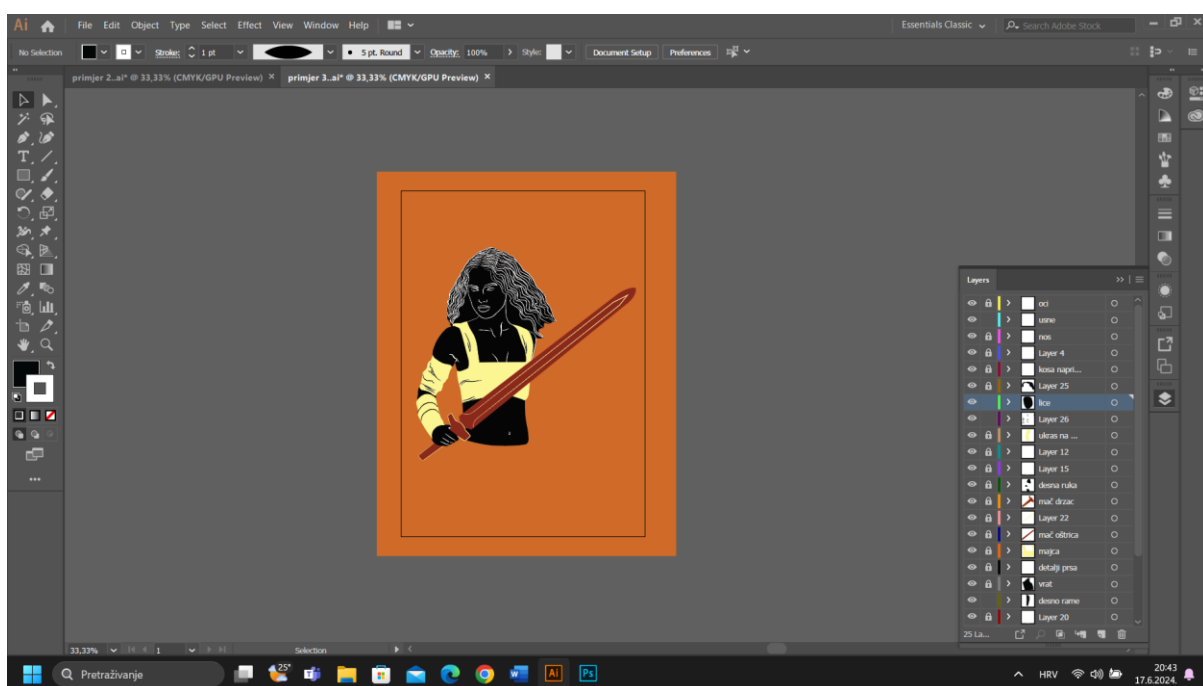 Ai File Edit Object Type Select Effect View Window Help Essentials Classic Search Adobe Stock
No Selection Stroke: 1 pt 5 pt. Round Opacity: 100% Style: Document Setup Preferences
primjer 2..ai* @ 33,33% (CMYK/GPU Preview) × primjer 3..ai* @ 33,33% (CMYK/GPU Preview) ×
Layers
oci
usne
nos
Layer 4
kosa napri...
Layer 25
lice
Layer 26
ukras na ...
Layer 12
Layer 15
desna ruka
mač drzac
Layer 22
mač oštrica
majca
detalji prsa
vrat
desno rame
Layer 20
25 La...
33,33% 1 Selection
Pretraživanje 25° Ai Ps HRV 20:43
17.6.2024.